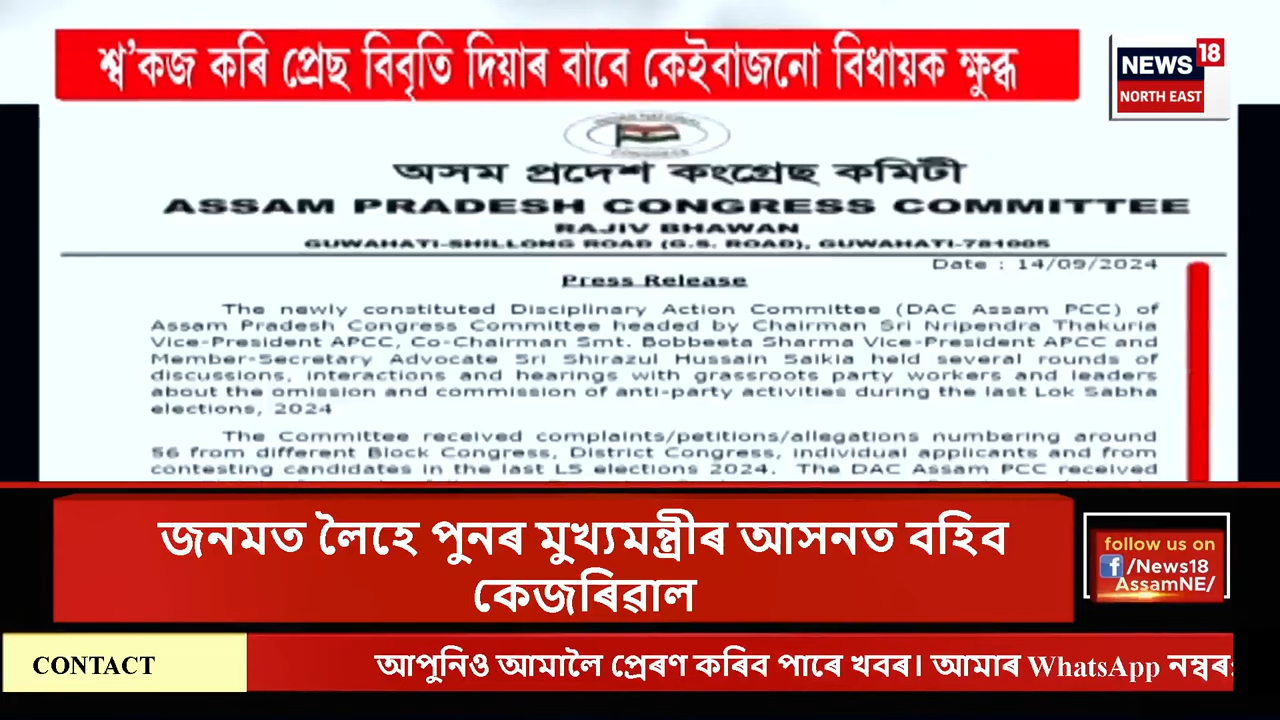 শ্ব'কজ কৰি প্ৰেছ বিবৃতি দিয়াৰ বাবে কেইবাজনো বিধায়ক ক্ষুব্ধ
NEWS 18
NORTH EAST
অসম প্ৰদেশ কংগ্ৰেছ কমিটী
ASSAM PRADESH CONGRESS COMMITTEE
RAJIV BHAWAN
GUWAHATI-SHILLONG ROAD (G.S. ROAD), GUWAHATI-781005
Date : 14/09/2024
Press Release
The newly constituted Disciplinary Action Committee (DAC Assam PCC) of
Assam Pradesh Congress Committee headed by Chairman Sri Nripendra Thakuria
Vice-President APCC, Co-Chairman Smt. Bobbeeta Sharma Vice-President APCC and
Member-Secretary Advocate Sri Shirazul Hussain Saikia held several rounds of
discussions, interactions and hearings with grassroots party workers and leaders
about the omission and commission of anti-party activities during the last Lok Sabha
elections, 2024
The Committee received complaints/petitions/allegations numbering around
56 from different Block Congress, District Congress, individual applicants and from
contesting candidates in the last LS elections 2024. The DAC Assam PCC received
জনমত লৈহে পুনৰ মুখ্যমন্ত্ৰীৰ আসনত বহিব
কেজৰিৱাল
follow us on
/News18
AssamNE/
CONTACT
আপুনিও আমালৈ প্ৰেৰণ কৰিব পাৰে খবৰ। আমাৰ WhatsApp নম্বৰ: